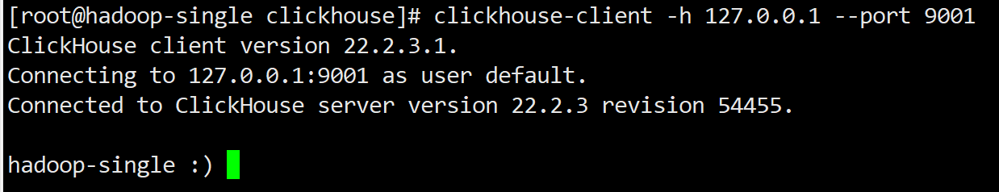 [root@hadoop-single clickhouse]# clickhouse-client -h 127.0.0.1 --port 9001
ClickHouse client version 22.2.3.1.
Connecting to 127.0.0.1:9001 as user default.
Connected to ClickHouse server version 22.2.3 revision 54455.
hadoop-single :)